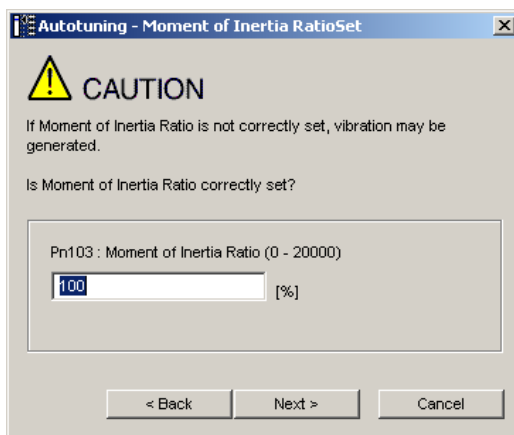 Autotuning - Moment of Inertia RatioSet
CAUTION
If Moment of Inertia Ratio is not correctly set, vibration may be
generated.
Is Moment of Inertia Ratio correctly set?
Pn103 : Moment of Inertia Ratio (0 - 20000)
100 [%]
< Back Next > Cancel